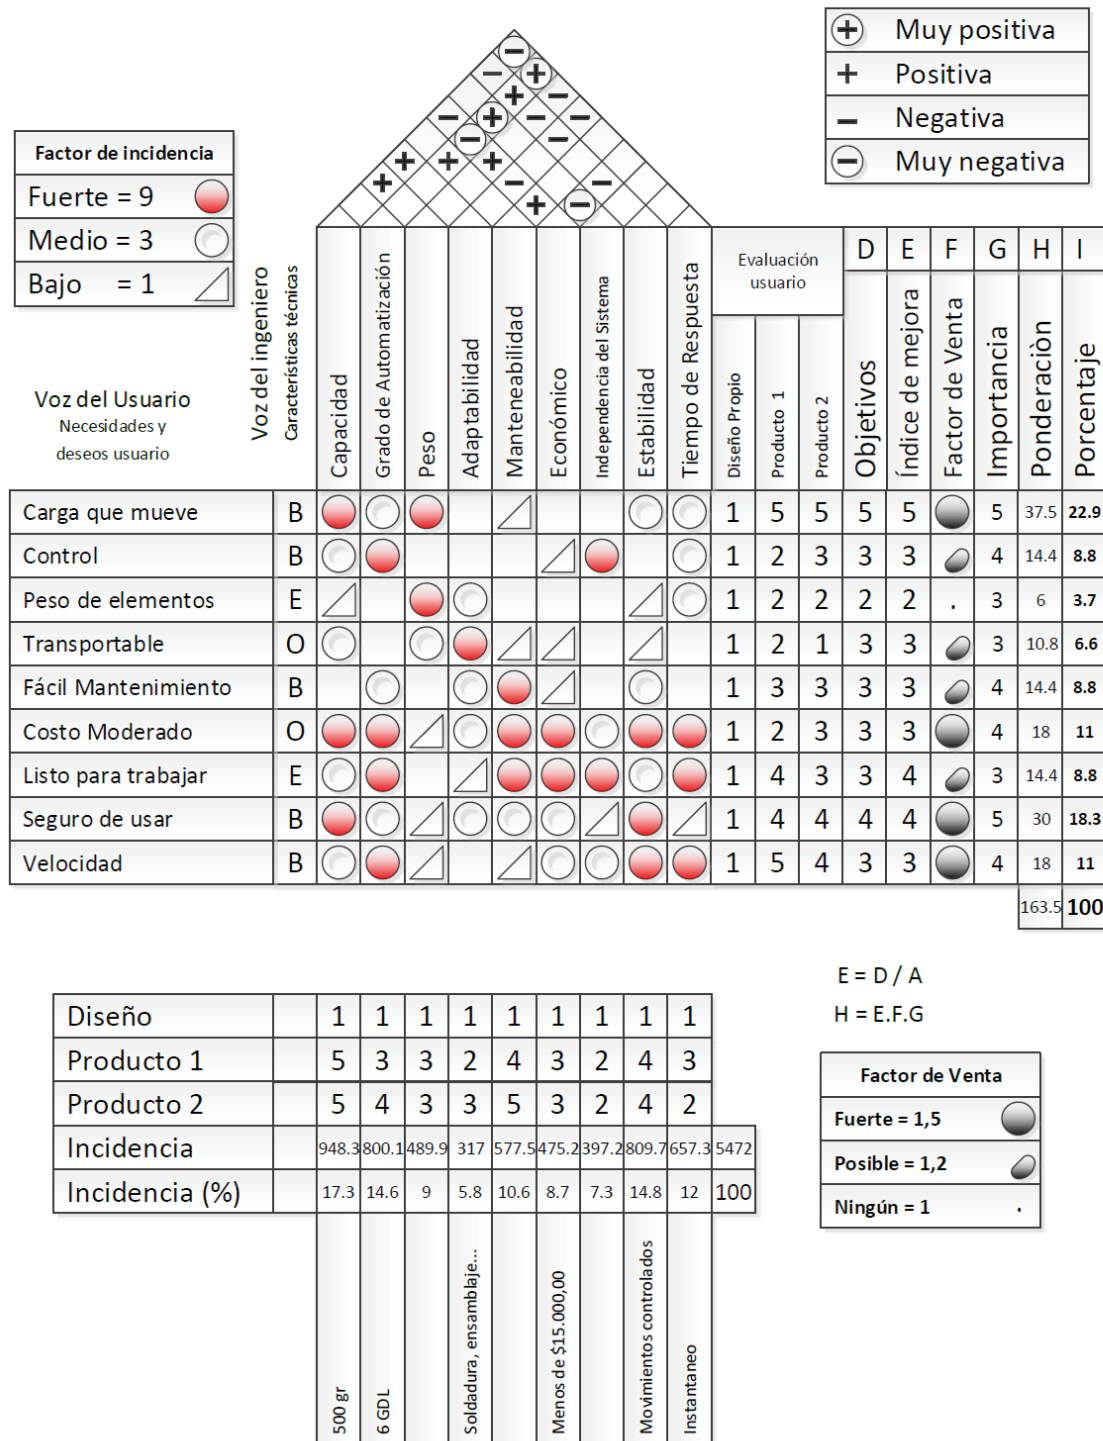 Muy positiva
Positiva
Negativa
Muy negativa
Factor de incidencia
Fuerte = 9
Medio = 3
Bajo = 1
Voz del ingeniero
Características técnicas
Voz del Usuario
Necesidades y
deseos usuario
Capacidad
Grado de Automatización
Peso
Adaptabilidad
Manteneabilidad
Económico
Independencia del Sistema
Estabilidad
Tiempo de Respuesta
Evaluación
usuario
Diseño Propio
Producto 1
Producto 2
D E F G H I
Objetivos
Índice de mejora
Factor de Venta
Importancia
Ponderaciòn
Porcentaje
Carga que mueve B 1 5 5 5 5 5 37.5 22.9
Control B 1 2 3 3 3 4 14.4 8.8
Peso de elementos E 1 2 2 2 2 . 3 6 3.7
Transportable O 1 2 1 3 3 3 10.8 6.6
Fácil Mantenimiento B 1 3 3 3 3 4 14.4 8.8
Costo Moderado O 1 2 3 3 3 4 18 11
Listo para trabajar E 1 4 3 3 4 3 14.4 8.8
Seguro de usar B 1 4 4 4 4 5 30 18.3
Velocidad B 1 5 4 3 3 4 18 11
163.5 100
E = D / A
H = E.F.G
Diseño 1 1 1 1 1 1 1 1 1
Producto 1 5 3 3 2 4 3 2 4 3
Producto 2 5 4 3 3 5 3 2 4 2
Incidencia 948.3 800.1 489.9 317 577.5 475.2 397.2 809.7 657.3 5472
Incidencia (%) 17.3 14.6 9 5.8 10.6 8.7 7.3 14.8 12 100
500 gr
6 GDL
Soldadura, ensamblaje...
Menos de $15.000,00
Movimientos controlados
Instantaneo
Factor de Venta
Fuerte = 1,5
Posible = 1,2
Ningún = 1 .